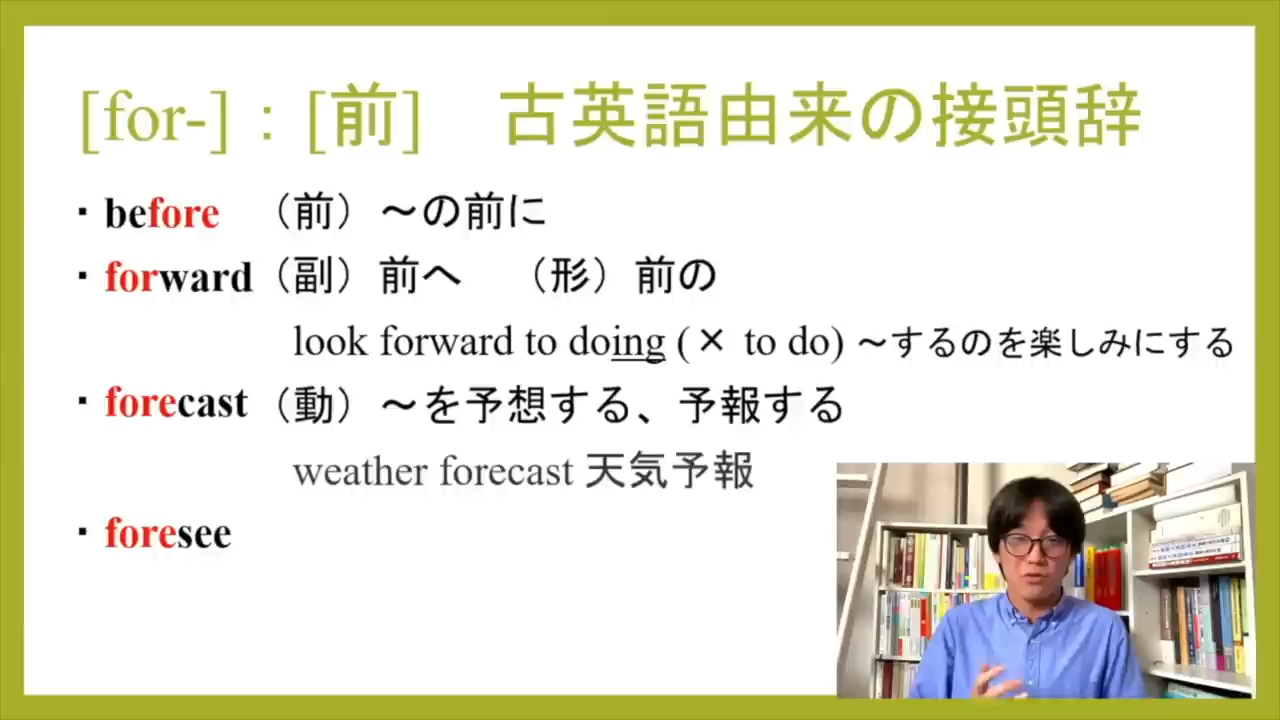 [for-]：[前]　古英語由来の接頭辞
・before （前）～の前に
・forward（副）前へ　（形）前の
look forward to doing (× to do) ～するのを楽しみにする
・forecast（動）～を予想する、予報する
weather forecast 天気予報
・foresee